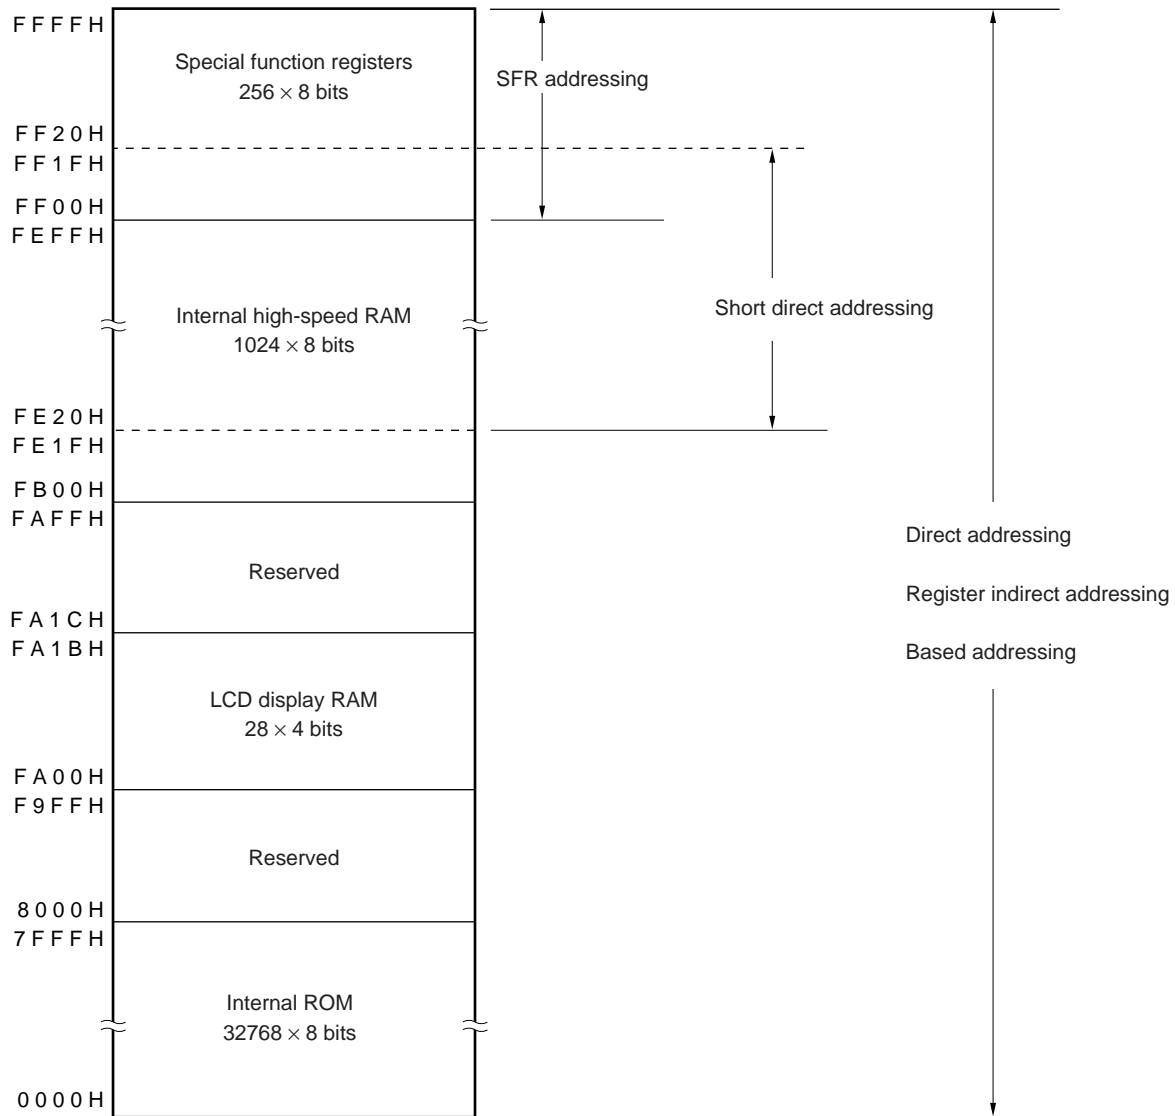 FFFFH
Special function registers
256 × 8 bits
SFR addressing
FF20H
FF1FH
FF00H
FEFFH
Internal high-speed RAM
1024 × 8 bits
Short direct addressing
FE20H
FE1FH
FB00H
FAFFH
Direct addressing
Reserved
Register indirect addressing
FA1CH
FA1BH
Based addressing
LCD display RAM
28 × 4 bits
FA00H
F9FFH
Reserved
8000H
7FFFH
Internal ROM
32768 × 8 bits
0000H